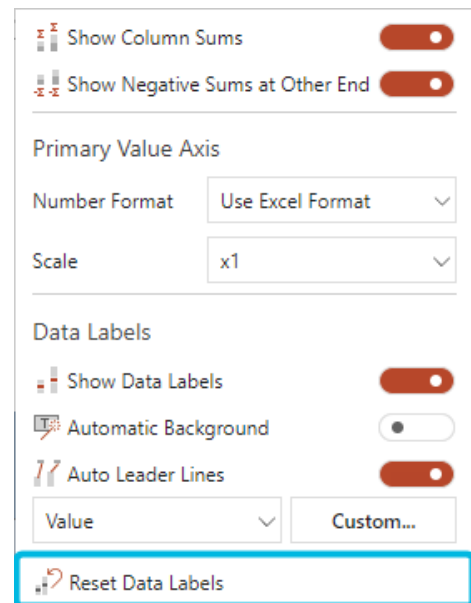 Show Column Sums
Show Negative Sums at Other End
Primary Value Axis
Number Format Use Excel Format
Scale x1
Data Labels
Show Data Labels
Automatic Background
Auto Leader Lines
Value Custom...
Reset Data Labels